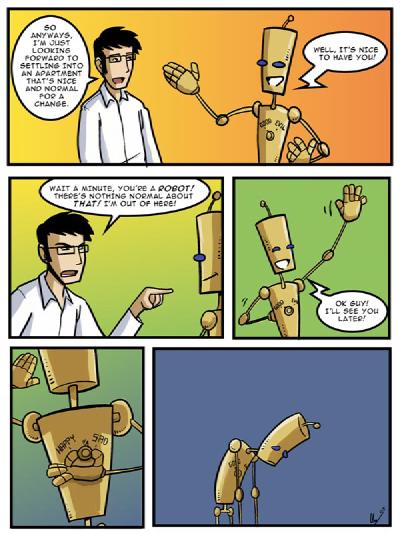 SO
ANYWAYS,
I'M JUST
LOOKING
FORWARD TO
SETTLING INTO
AN APARTMENT
THAT'S NICE
AND NORMAL
FOR A
CHANGE.
WELL, IT'S NICE
TO HAVE YOU!
GOOD EVIL
WAIT A MINUTE, YOU'RE A ROBOT!
THERE'S NOTHING NORMAL ABOUT
THAT! I'M OUT OF HERE!
OK GUY!
I'LL SEE YOU
LATER!
HAPPY SAD